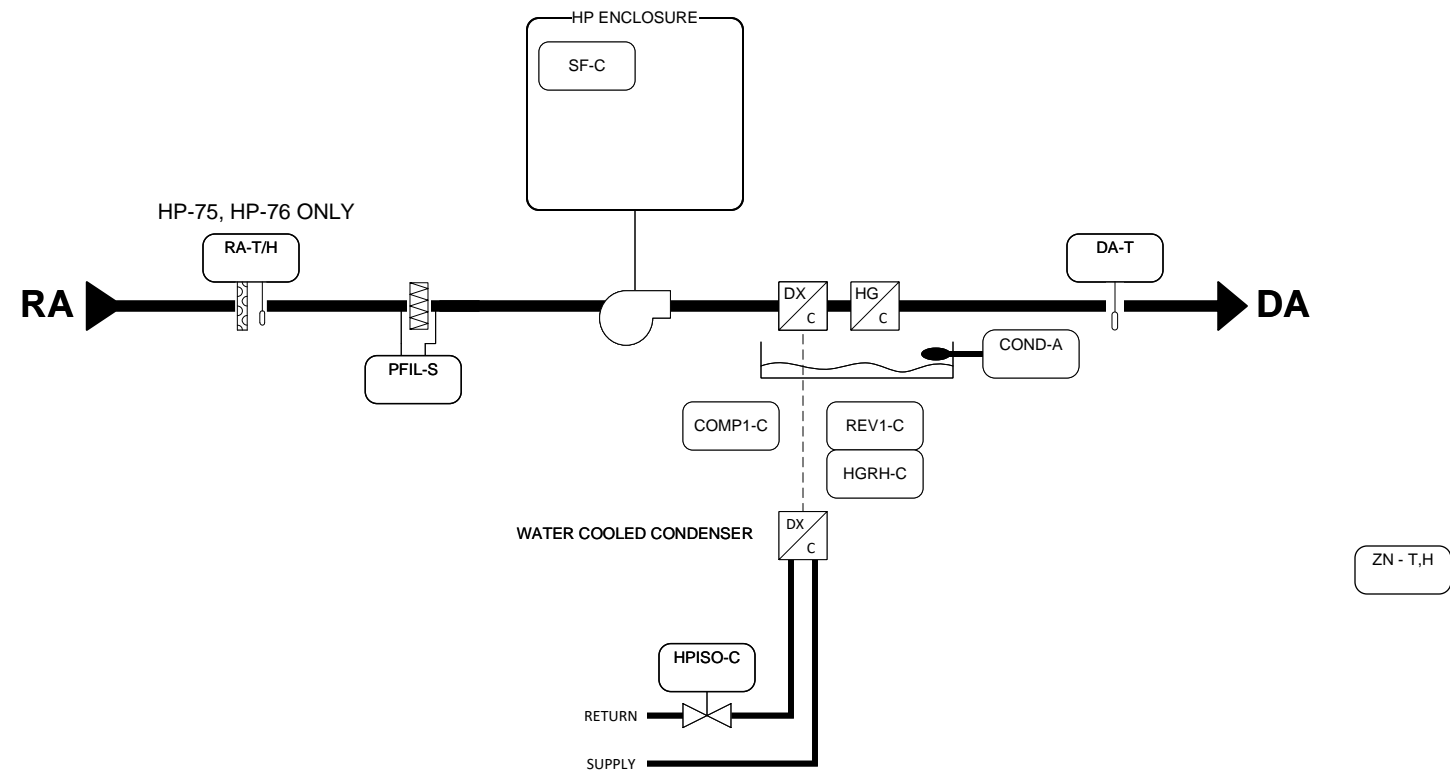 HP ENCLOSURE
SF-C
HP-75, HP-76 ONLY
RA-T/H
DA-T
RA
DX
C
HG
C
DA
COND-A
PFIL-S
COMP1-C
REV1-C
HGRH-C
WATER COOLED CONDENSER
DX
C
ZN - T,H
HPISO-C
RETURN
SUPPLY